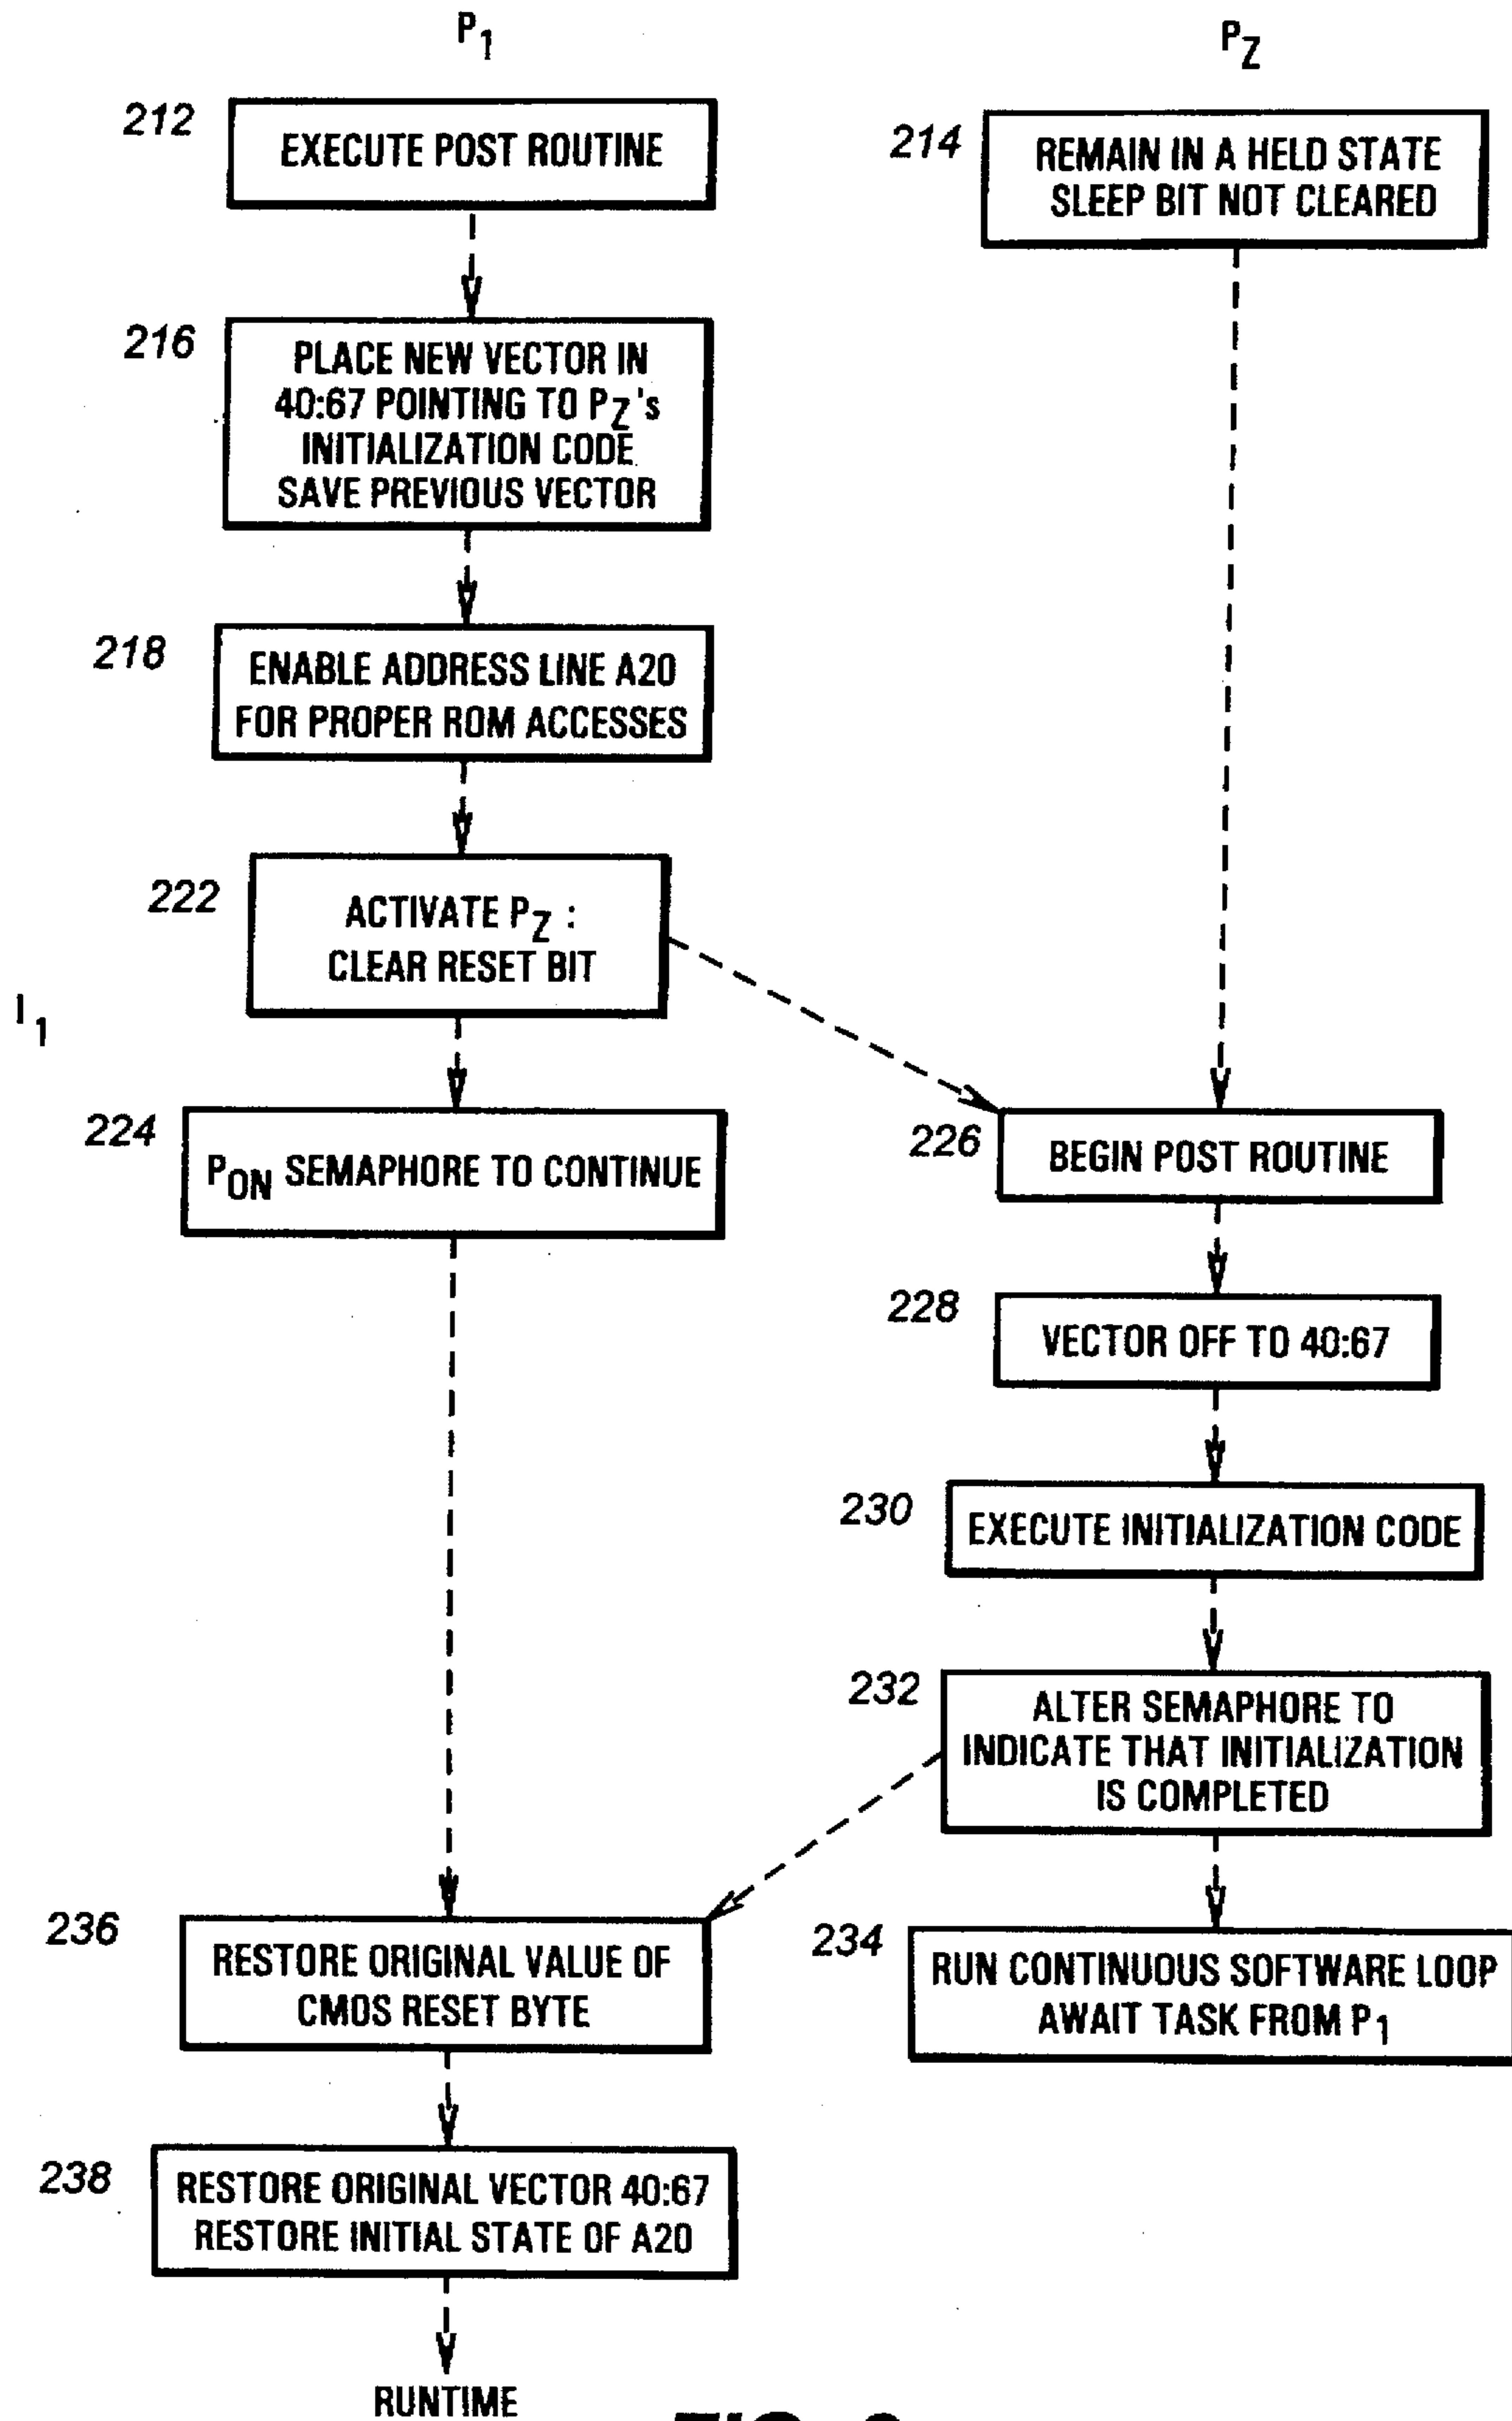 P1
PZ
212
EXECUTE POST ROUTINE
214
REMAIN IN A HELD STATE
SLEEP BIT NOT CLEARED
216
PLACE NEW VECTOR IN
40:67 POINTING TO PZ's
INITIALIZATION CODE
SAVE PREVIOUS VECTOR
218
ENABLE ADDRESS LINE A20
FOR PROPER ROM ACCESSES
222
ACTIVATE PZ :
CLEAR RESET BIT
I1
224
PON SEMAPHORE TO CONTINUE
226
BEGIN POST ROUTINE
228
VECTOR OFF TO 40:67
230
EXECUTE INITIALIZATION CODE
232
ALTER SEMAPHORE TO
INDICATE THAT INITIALIZATION
IS COMPLETED
236
RESTORE ORIGINAL VALUE OF
CMOS RESET BYTE
234
RUN CONTINUOUS SOFTWARE LOOP
AWAIT TASK FROM P1
238
RESTORE ORIGINAL VECTOR 40:67
RESTORE INITIAL STATE OF A20
RUNTIME